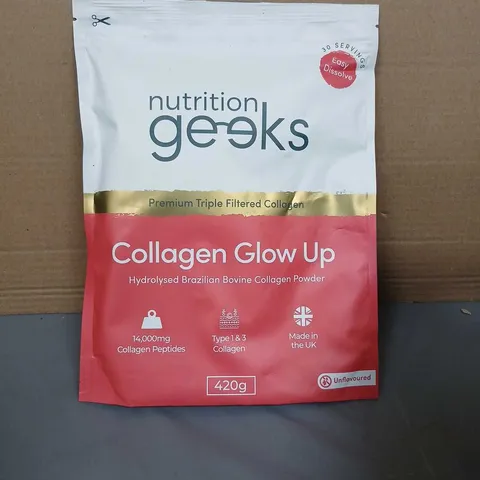 30 SERVINGS
Easy
Dissolve
nutrition
geeks
Premium Triple Filtered Collagen
Collagen Glow Up
Hydrolysed Brazilian Bovine Collagen Powder
14,000mg
Collagen Peptides
Type 1 & 3
Collagen
Made in
the UK
420g
Unflavoured